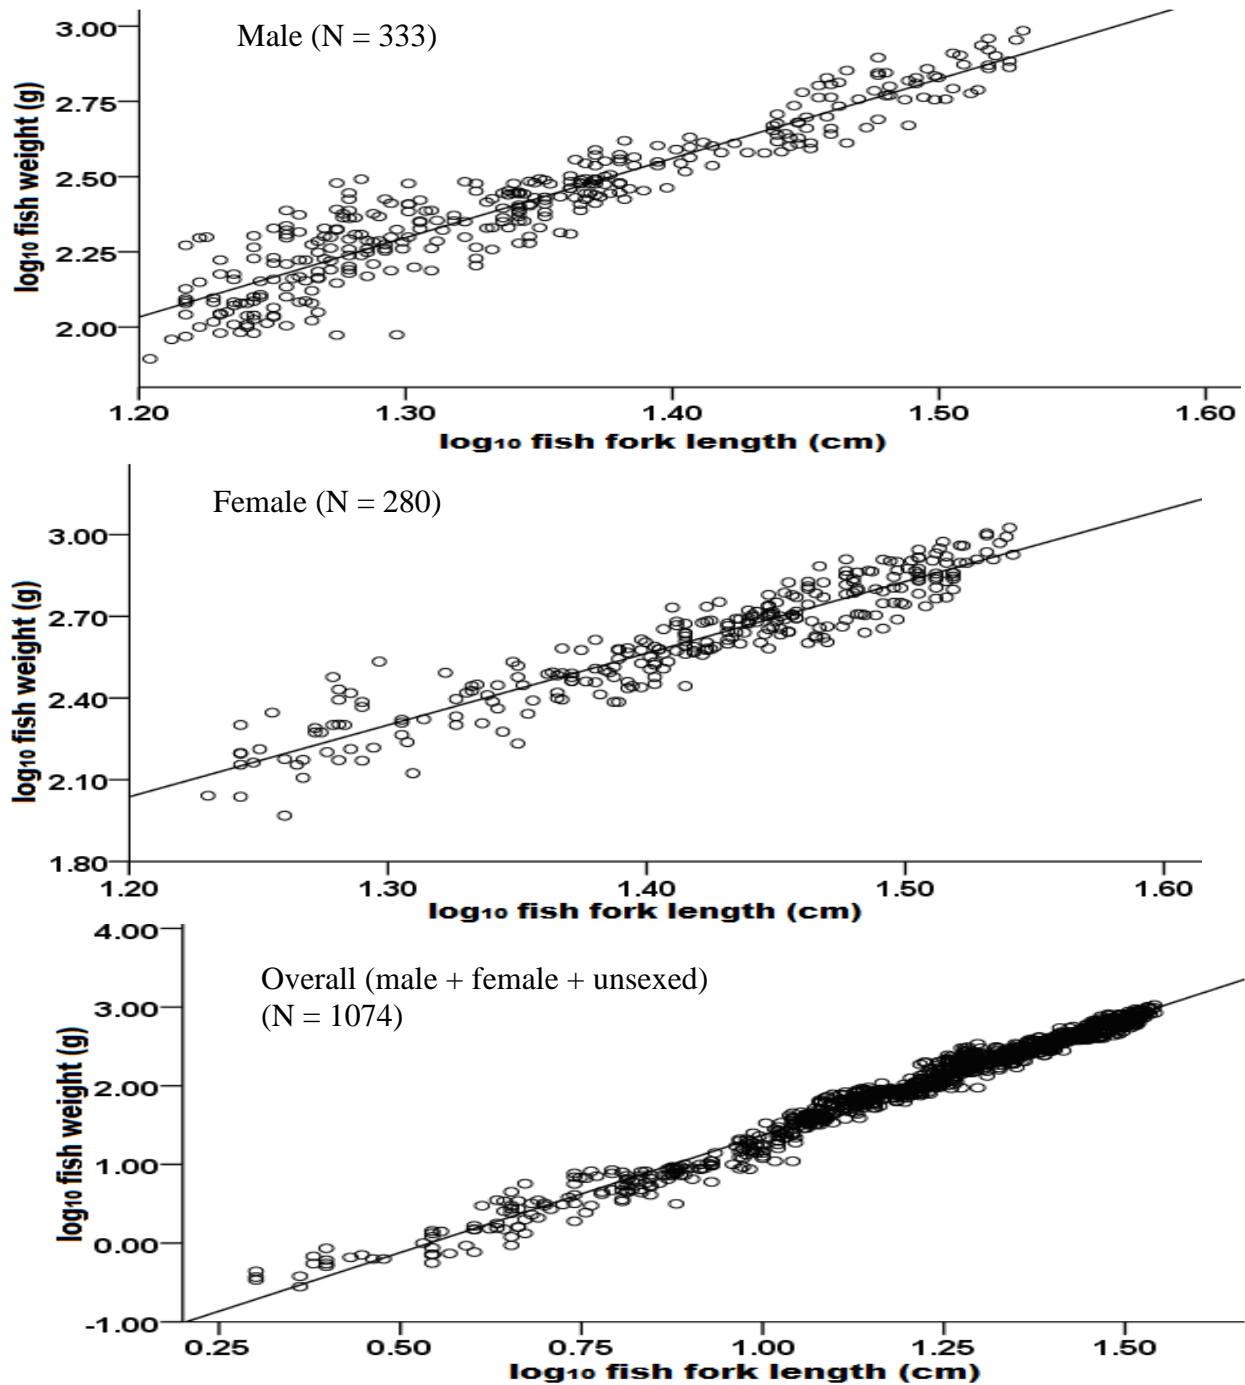 Male (N = 333)
3.00
2.75
2.50
2.25
2.00
log₁₀ fish weight (g)
1.20 1.30 1.40 1.50 1.60
log₁₀ fish fork length (cm)
Female (N = 280)
3.00
2.70
2.40
2.10
1.80
log₁₀ fish weight (g)
1.20 1.30 1.40 1.50 1.60
log₁₀ fish fork length (cm)
Overall (male + female + unsexed)
(N = 1074)
4.00
3.00
2.00
1.00
0.00
-1.00
log₁₀ fish weight (g)
0.25 0.50 0.75 1.00 1.25 1.50
log₁₀ fish fork length (cm)